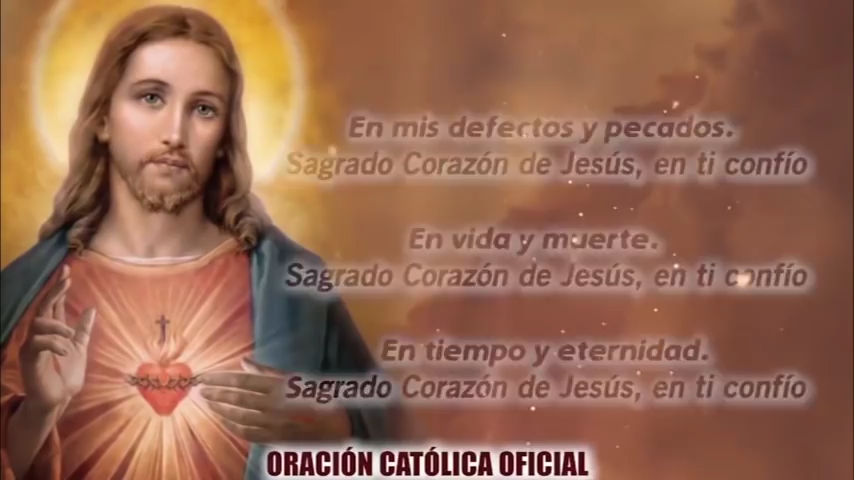 En mis defectos y pecados.
Sagrado Corazón de Jesús, en ti confío
En vida y muerte.
Sagrado Corazón de Jesús, en ti confío
En tiempo y eternidad.
Sagrado Corazón de Jesús, en ti confío
ORACIÓN CATÓLICA OFICIAL